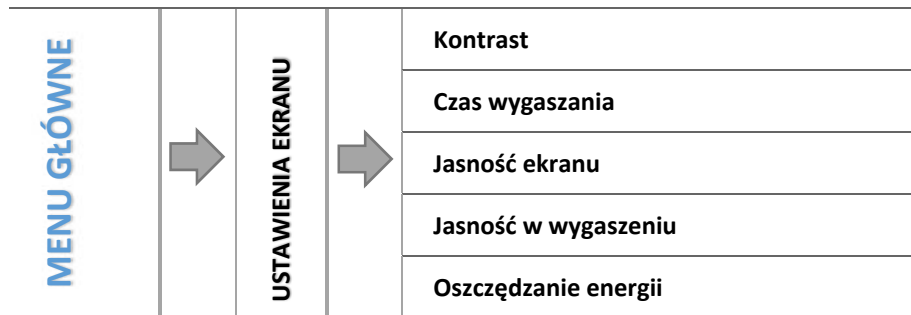 MENU GŁÓWNE
USTAWIENIA EKRANU
Kontrast
Czas wygaszania
Jasność ekranu
Jasność w wygaszeniu
Oszczędzanie energii